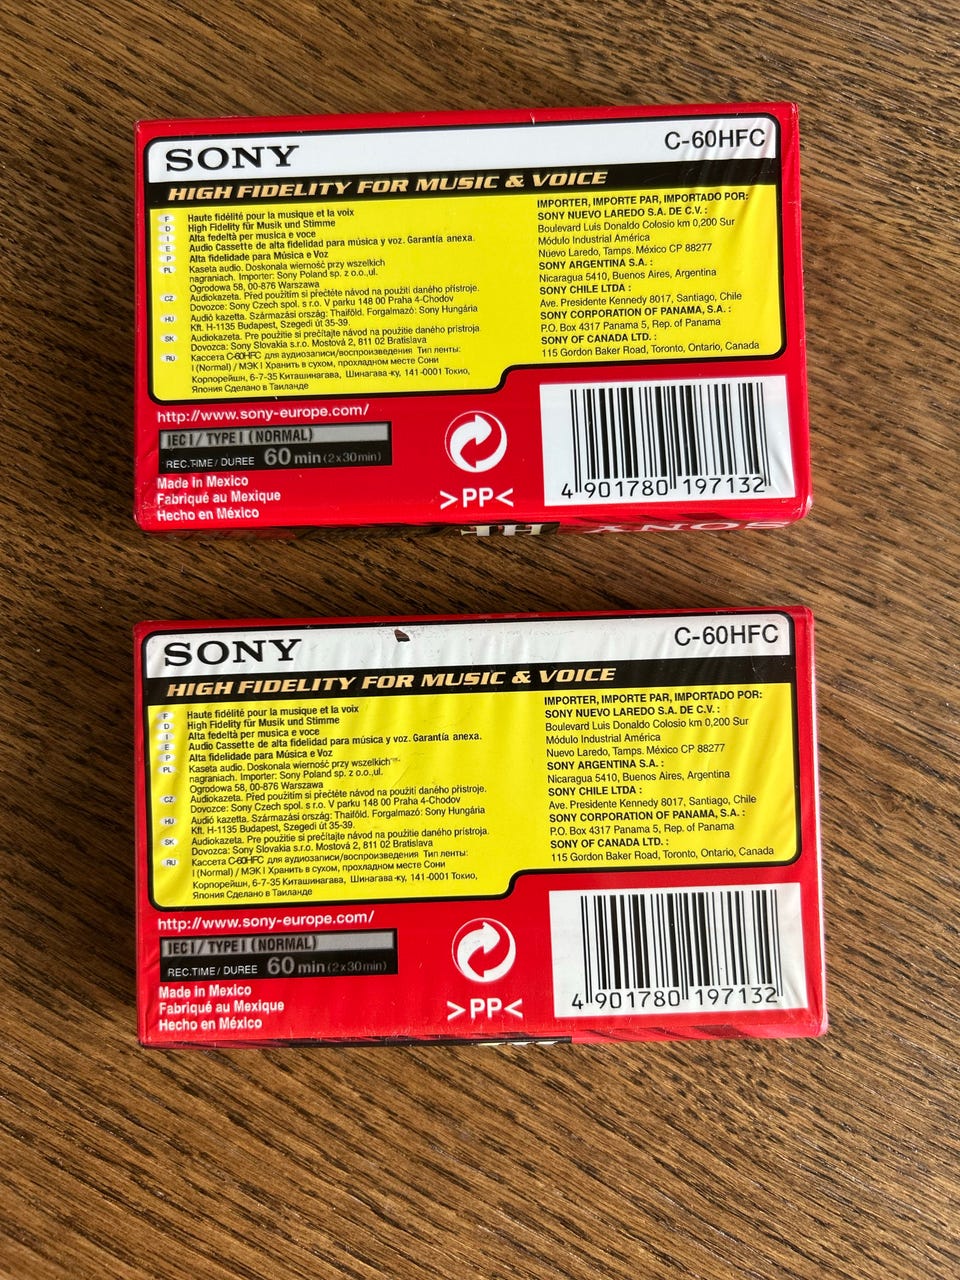 SONY
C-60HFC
HIGH FIDELITY FOR MUSIC & VOICE
F Haute fidélité pour la musique et la voix
D High Fidelity für Musik und Stimme
I Alta fedeltà per musica e voce
E Audio Cassette de alta fidelidad para música y voz. Garantía anexa.
P Alta fidelidade para Música e Voz
PL Kaseta audio. Doskonala wierność przy wszelkich
nagraniach. Importer: Sony Poland sp. z o.o.,ul.
Ogrodowa 58, 00-876 Warszawa
CZ Audiokazeta. Před použitím si přečtěte návod na použití daného přístroje.
Dovozce: Sony Czech spol. s r.o. V parku 148 00 Praha 4-Chodov
HU Audió kazetta. Származási ország: Thaiföld. Forgalmazó: Sony Hungária
Kft. H-1135 Budapest, Szegedi út 35-39.
SK Audiokazeta. Pre použitie si prečítajte návod na použitie daného prístroja.
Dovozca: Sony Slovakia s.r.o. Mostová 2, 811 02 Bratislava
RU Кассета C-60HFC для аудиозаписи/воспроизведения Тип ленты:
I (Normal) / МЭК I Хранить в сухом, прохладном месте Сони
Корпорейшн, 6-7-35 Киташинагава, Шинагава-ку, 141-0001 Токио,
Япония Сделано в Таиланде
IMPORTER, IMPORTE PAR, IMPORTADO POR:
SONY NUEVO LAREDO S.A. DE C.V. :
Boulevard Luis Donaldo Colosio km 0,200 Sur
Módulo Industrial América
Nuevo Laredo, Tamps. México CP 88277
SONY ARGENTINA S.A. :
Nicaragua 5410, Buenos Aires, Argentina
SONY CHILE LTDA :
Ave. Presidente Kennedy 8017, Santiago, Chile
SONY CORPORATION OF PANAMA, S.A. :
P.O. Box 4317 Panama 5, Rep. of Panama
SONY OF CANADA LTD. :
115 Gordon Baker Road, Toronto, Ontario, Canada
http://www.sony-europe.com/
IEC I / TYPE I (NORMAL)
REC.TIME / DUREE 60 min (2x30min)
Made in Mexico
Fabriqué au Mexique
Hecho en México
>PP<
4 901780 197132
SONY HF
SONY
C-60HFC
HIGH FIDELITY FOR MUSIC & VOICE
F Haute fidélité pour la musique et la voix
D High Fidelity für Musik und Stimme
I Alta fedeltà per musica e voce
E Audio Cassette de alta fidelidad para música y voz. Garantía anexa.
P Alta fidelidade para Música e Voz
PL Kaseta audio. Doskonala wierność przy wszelkich
nagraniach. Importer: Sony Poland sp. z o.o.,ul.
Ogrodowa 58, 00-876 Warszawa
CZ Audiokazeta. Před použitím si přečtěte návod na použití daného přístroje.
Dovozce: Sony Czech spol. s r.o. V parku 148 00 Praha 4-Chodov
HU Audió kazetta. Származási ország: Thaiföld. Forgalmazó: Sony Hungária
Kft. H-1135 Budapest, Szegedi út 35-39.
SK Audiokazeta. Pre použitie si prečítajte návod na použitie daného prístroja.
Dovozca: Sony Slovakia s.r.o. Mostová 2, 811 02 Bratislava
RU Кассета C-60HFC для аудиозаписи/воспроизведения Тип ленты:
I (Normal) / МЭК I Хранить в сухом, прохладном месте Сони
Корпорейшн, 6-7-35 Киташинагава, Шинагава-ку, 141-0001 Токио,
Япония Сделано в Таиланде
IMPORTER, IMPORTE PAR, IMPORTADO POR:
SONY NUEVO LAREDO S.A. DE C.V. :
Boulevard Luis Donaldo Colosio km 0,200 Sur
Módulo Industrial América
Nuevo Laredo, Tamps. México CP 88277
SONY ARGENTINA S.A. :
Nicaragua 5410, Buenos Aires, Argentina
SONY CHILE LTDA :
Ave. Presidente Kennedy 8017, Santiago, Chile
SONY CORPORATION OF PANAMA, S.A. :
P.O. Box 4317 Panama 5, Rep. of Panama
SONY OF CANADA LTD. :
115 Gordon Baker Road, Toronto, Ontario, Canada
http://www.sony-europe.com/
IEC I / TYPE I (NORMAL)
REC.TIME / DUREE 60 min (2x30min)
Made in Mexico
Fabriqué au Mexique
Hecho en México
>PP<
4 901780 197132